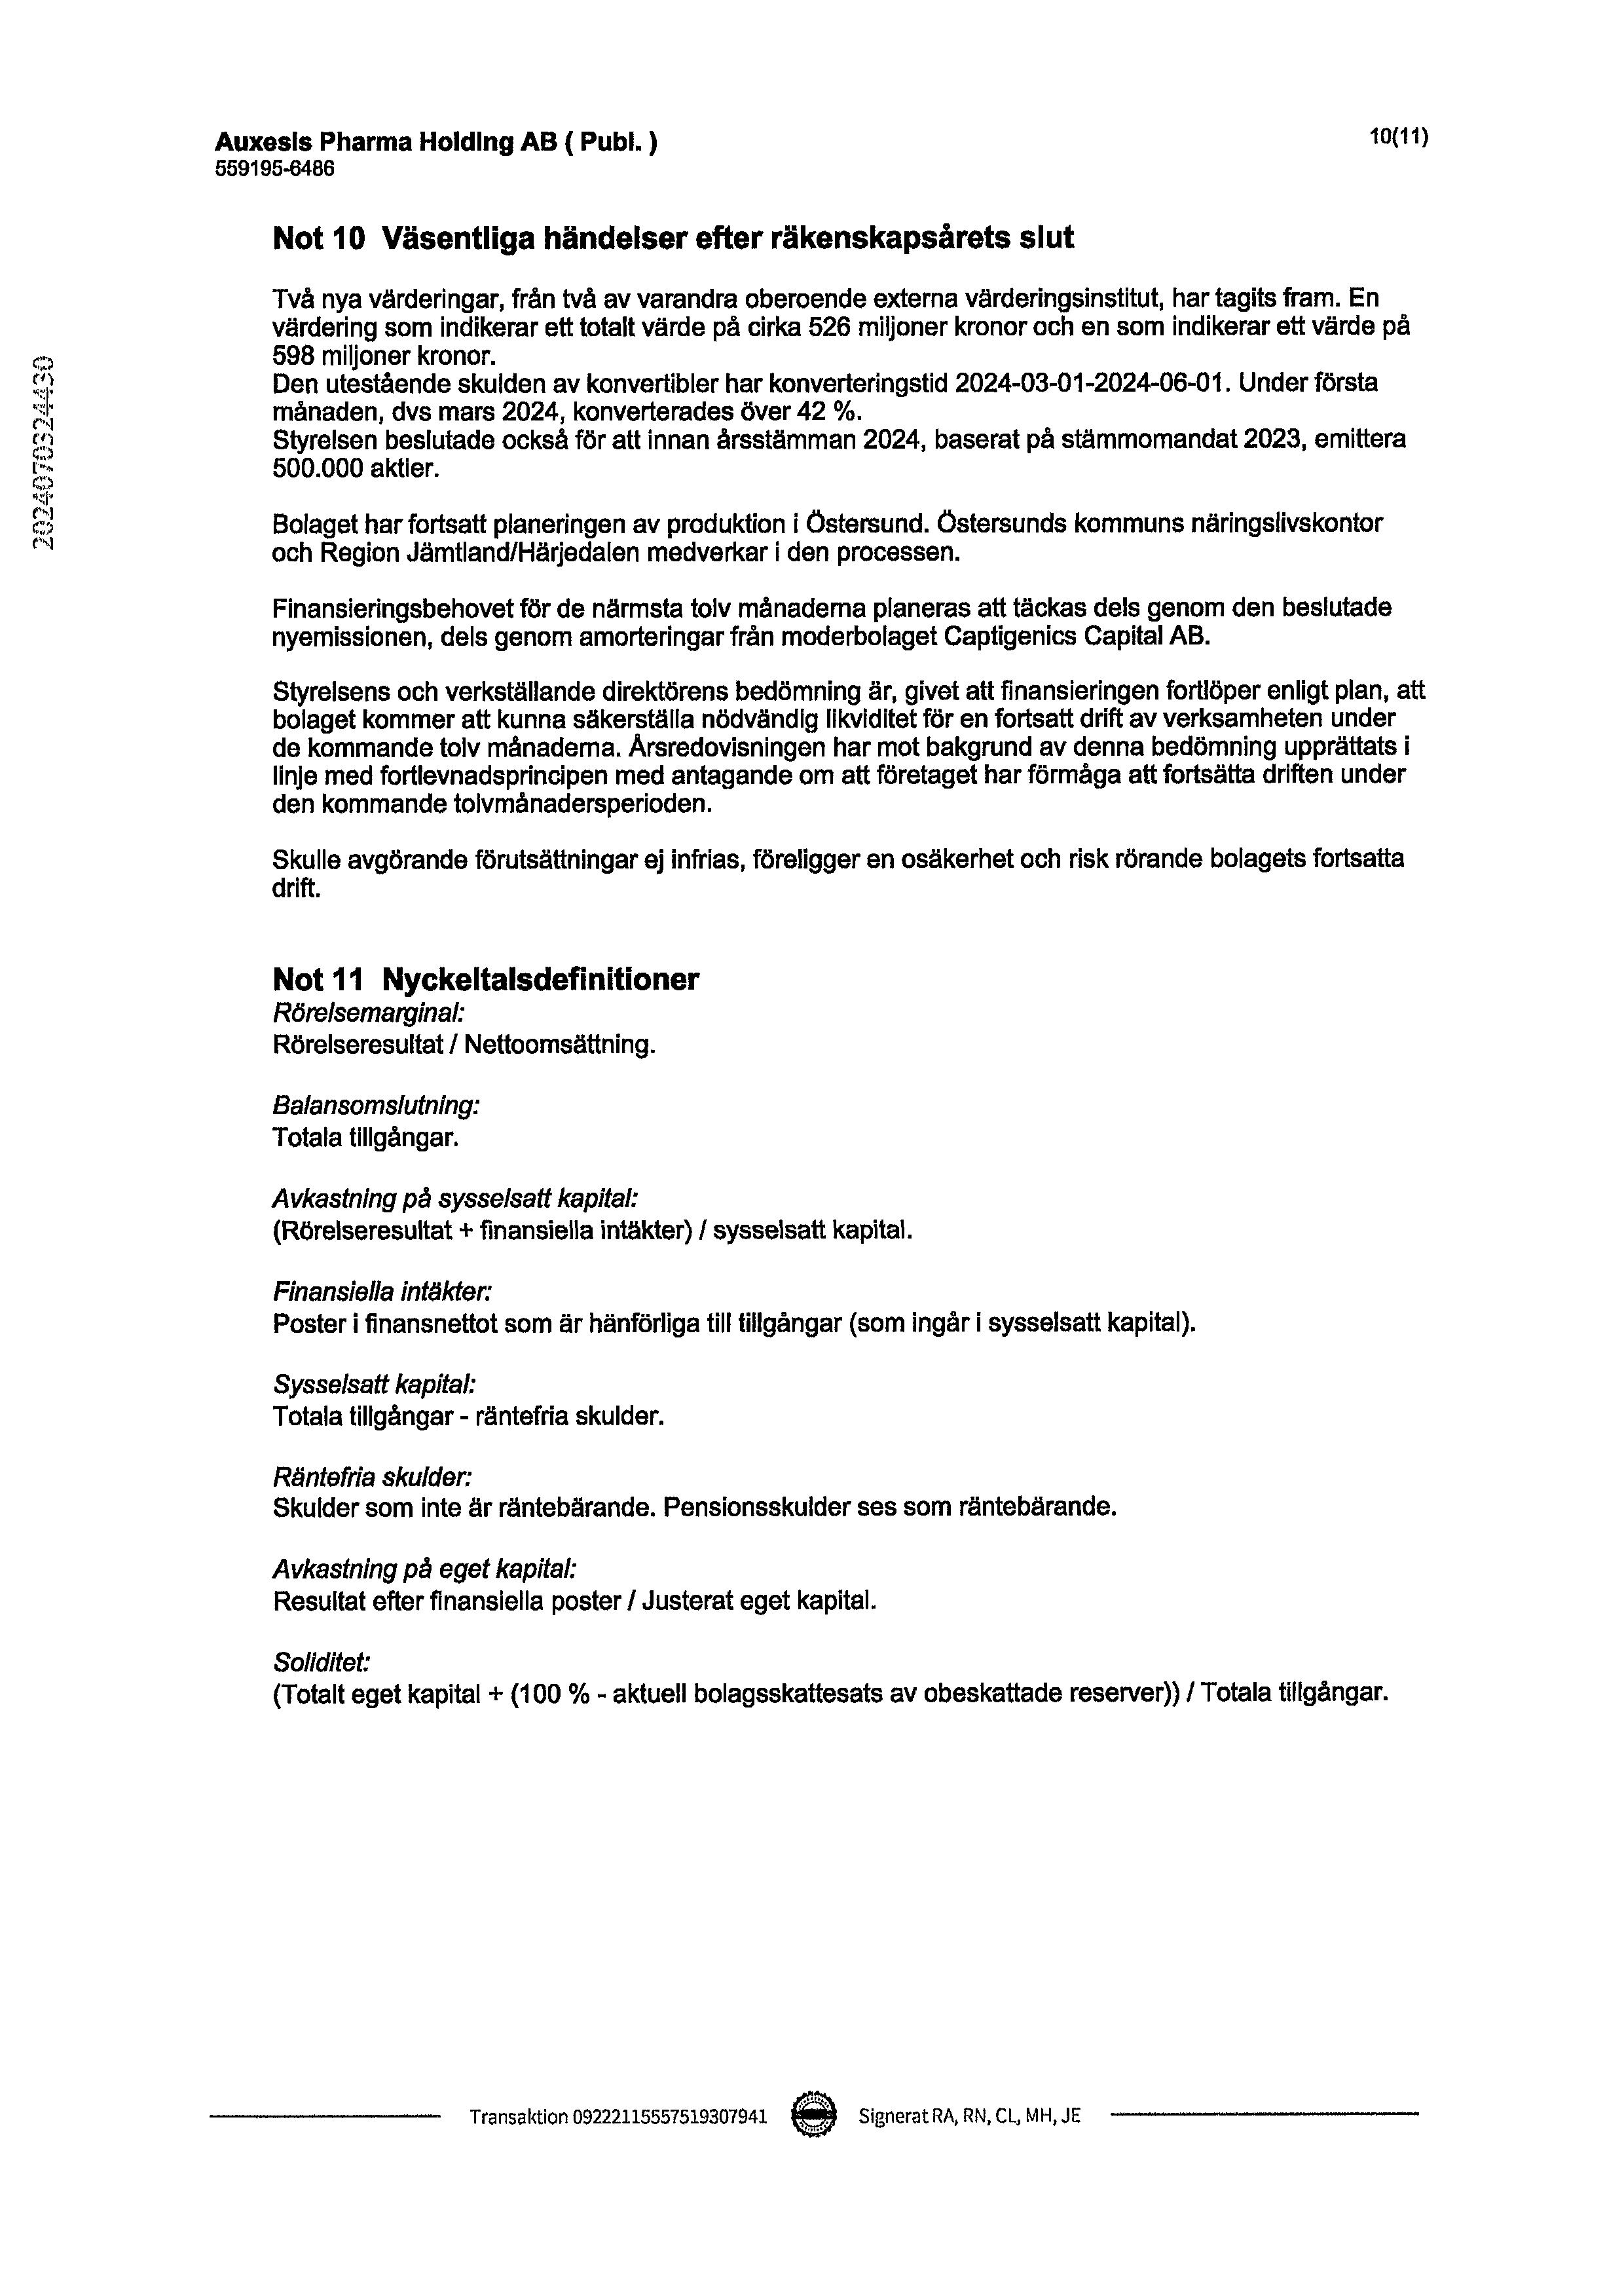 Auxesis Pharma Holding AB ( Publ. )
10(11)
559195-6486
Not 10 Väsentliga händelser efter räkenskapsårets slut
Två nya värderingar, från två av varandra oberoende externa värderingsinstitut, har tagits fram. En
värdering som indikerar ett totalt värde på cirka 526 miljoner kronor och en som indikerar ett värde på
598 miljoner kronor.
Den utestående skulden av konvertibler har konverteringstid 2024-03-01-2024-06-01. Under första
månaden, dvs mars 2024, konverterades över 42 %.
Styrelsen beslutade också för att innan årsstämman 2024, baserat på stämmomandat 2023, emittera
500.000 aktier.
Bolaget har fortsatt planeringen av produktion i Östersund. Östersunds kommuns näringslivskontor
och Region Jämtland/Härjedalen medverkar i den processen.
Finansieringsbehovet för de närmsta tolv månaderna planeras att täckas dels genom den beslutade
nyemissionen, dels genom amorteringar från moderbolaget Captigenics Capital AB.
Styrelsens och verkställande direktörens bedömning är, givet att finansieringen fortlöper enligt plan, att
bolaget kommer att kunna säkerställa nödvändig likviditet för en fortsatt drift av verksamheten under
de kommande tolv månaderna. Årsredovisningen har mot bakgrund av denna bedömning upprättats i
linje med fortlevnadsprincipen med antagande om att företaget har förmåga att fortsätta driften under
den kommande tolvmånadersperioden.
Skulle avgörande förutsättningar ej infrias, föreligger en osäkerhet och risk rörande bolagets fortsatta
drift.
Not 11 Nyckeltalsdefinitioner
Rörelsemarginal:
Rörelseresultat / Nettoomsättning.
Balansomslutning:
Totala tillgångar.
Avkastning på sysselsatt kapital:
(Rörelseresultat + finansiella intäkter) / sysselsatt kapital.
Finansiella intäkter:
Poster i finansnettot som är hänförliga till tillgångar (som ingår i sysselsatt kapital).
Sysselsatt kapital:
Totala tillgångar - räntefria skulder.
Räntefria skulder:
Skulder som inte är räntebärande. Pensionsskulder ses som räntebärande.
Avkastning på eget kapital:
Resultat efter finansiella poster / Justerat eget kapital.
Soliditet:
(Totalt eget kapital + (100 % - aktuell bolagsskattesats av obeskattade reserver)) / Totala tillgångar.
Transaktion 09222115557519307941
Signerat RA, RN, CL, MH, JE
2024070324430